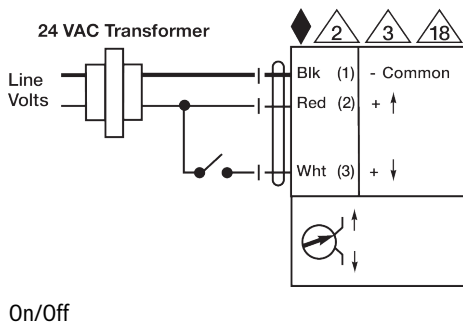 24 VAC Transformer
2 3 18
Line
Volts
Blk (1) - Common
Red (2) + ↑
Wht (3) + ↓
On/Off